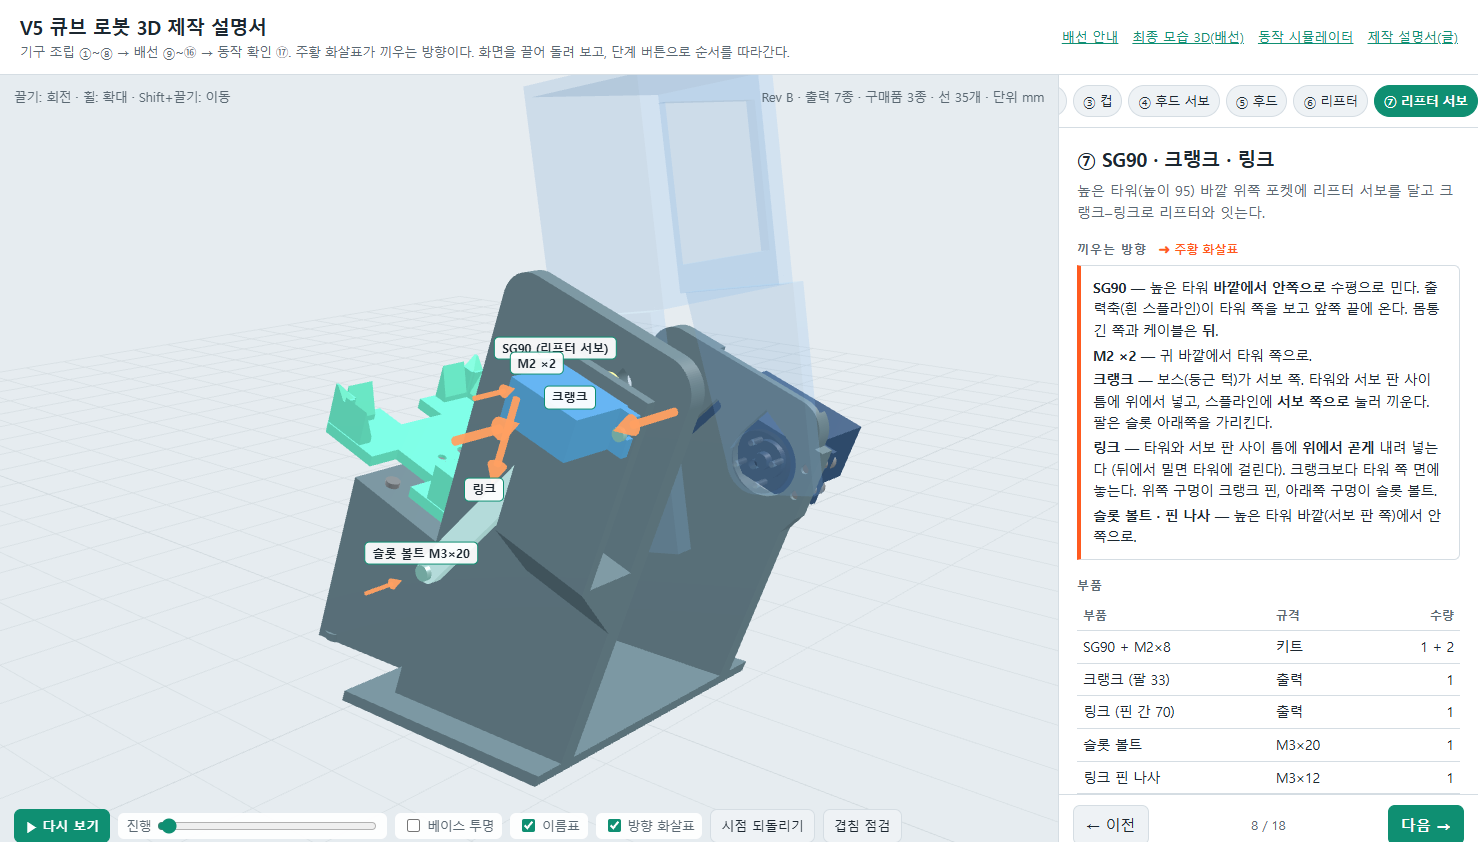 V5 큐브 로봇 3D 제작 설명서
기구 조립 ①~⑧ → 배선 ⑨~⑯ → 동작 확인 ⑰. 주황 화살표가 끼우는 방향이다. 화면을 끌어 돌려 보고, 단계 버튼으로 순서를 따라간다.
배선 안내 최종 모습 3D(배선) 동작 시뮬레이터 제작 설명서(글)
끌기: 회전 · 휠: 확대 · Shift+끌기: 이동
Rev B · 출력 7종 · 구매품 3종 · 선 35개 · 단위 mm
③ 컵 ④ 후드 서보 ⑤ 후드 ⑥ 리프터 ⑦ 리프터 서보
SG90 (리프터 서보)
M2 ×2
크랭크
링크
슬롯 볼트 M3×20
⑦ SG90 · 크랭크 · 링크
높은 타워(높이 95) 바깥 위쪽 포켓에 리프터 서보를 달고 크
랭크–링크로 리프터와 잇는다.
끼우는 방향 ➔ 주황 화살표
SG90 — 높은 타워 바깥에서 안쪽으로 수평으로 민다. 출
력축(흰 스플라인)이 타워 쪽을 보고 앞쪽 끝에 온다. 몸통
긴 쪽과 케이블은 뒤.
M2 ×2 — 귀 바깥에서 타워 쪽으로.
크랭크 — 보스(둥근 턱)가 서보 쪽. 타워와 서보 판 사이
틈에 위에서 넣고, 스플라인에 서보 쪽으로 눌러 끼운다.
팔은 슬롯 아래쪽을 가리킨다.
링크 — 타워와 서보 판 사이 틈에 위에서 곧게 내려 넣는
다 (뒤에서 밀면 타워에 걸린다). 크랭크보다 타워 쪽 면에
놓는다. 위쪽 구멍이 크랭크 핀, 아래쪽 구멍이 슬롯 볼트.
슬롯 볼트 · 핀 나사 — 높은 타워 바깥(서보 판 쪽)에서 안
쪽으로.
부품
부품 규격 수량
SG90 + M2×8 키트 1 + 2
크랭크 (팔 33) 출력 1
링크 (핀 간 70) 출력 1
슬롯 볼트 M3×20 1
링크 핀 나사 M3×12 1
▶ 다시 보기 진행 베이스 투명 이름표 방향 화살표 시점 되돌리기 겹침 점검
← 이전 8 / 18 다음 →